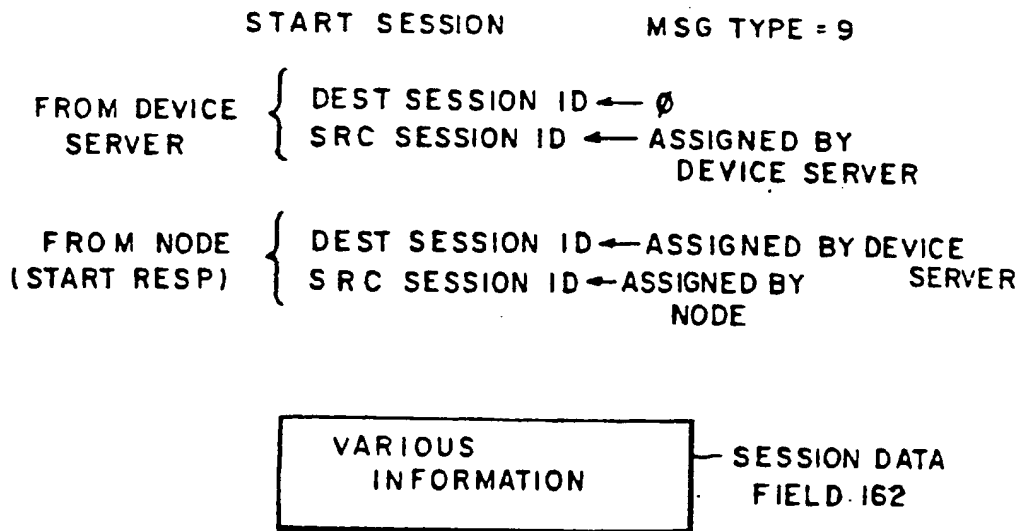 START SESSION MSG TYPE = 9
FROM DEVICE SERVER
DEST SESSION ID ← ø
SRC SESSION ID ← ASSIGNED BY DEVICE SERVER
FROM NODE (START RESP)
DEST SESSION ID ← ASSIGNED BY DEVICE SERVER
SRC SESSION ID ← ASSIGNED BY NODE
VARIOUS
INFORMATION
SESSION DATA
FIELD 162